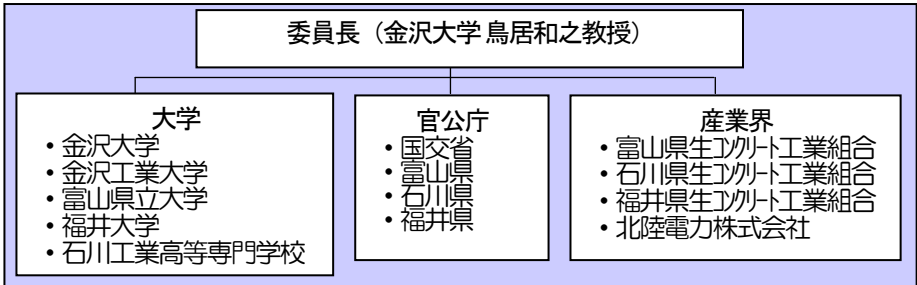 委員長（金沢大学 鳥居和之教授）
大学
・金沢大学
・金沢工業大学
・富山県立大学
・福井大学
・石川工業高等専門学校
官公庁
・国交省
・富山県
・石川県
・福井県
産業界
・富山県生ｺﾝｸﾘｰﾄ工業組合
・石川県生ｺﾝｸﾘｰﾄ工業組合
・福井県生ｺﾝｸﾘｰﾄ工業組合
・北陸電力株式会社